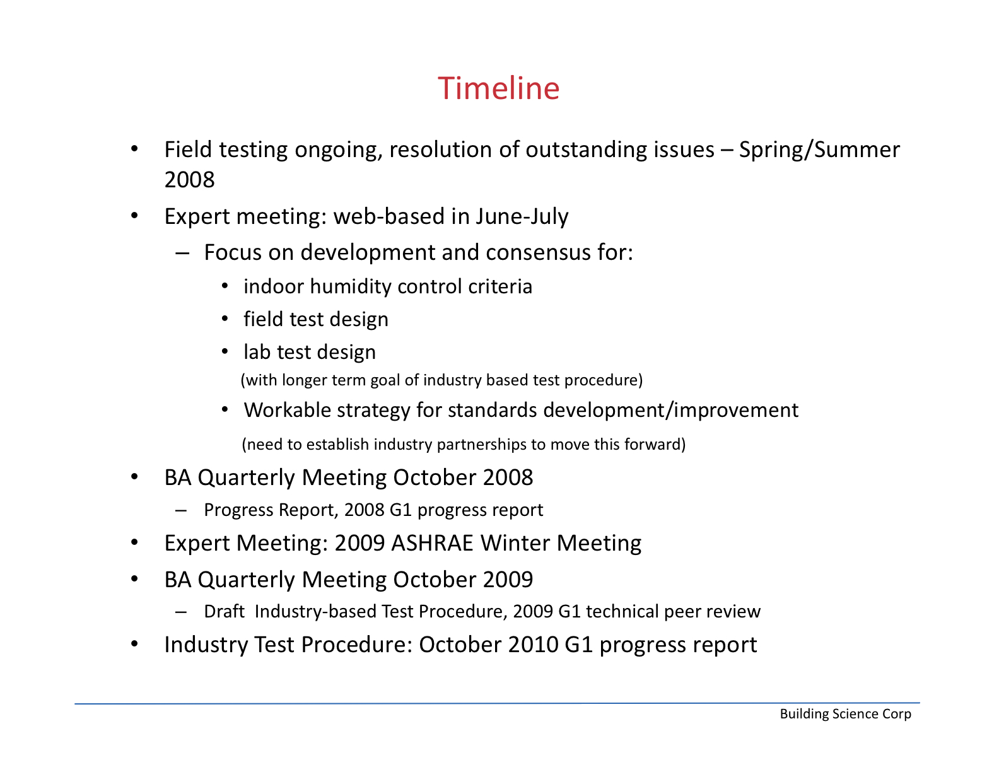 Timeline
• Field testing ongoing, resolution of outstanding issues – Spring/Summer
2008
• Expert meeting: web-based in June-July
– Focus on development and consensus for:
• indoor humidity control criteria
• field test design
• lab test design
(with longer term goal of industry based test procedure)
• Workable strategy for standards development/improvement
(need to establish industry partnerships to move this forward)
• BA Quarterly Meeting October 2008
– Progress Report, 2008 G1 progress report
• Expert Meeting: 2009 ASHRAE Winter Meeting
• BA Quarterly Meeting October 2009
– Draft  Industry-based Test Procedure, 2009 G1 technical peer review
• Industry Test Procedure: October 2010 G1 progress report
Building Science Corp